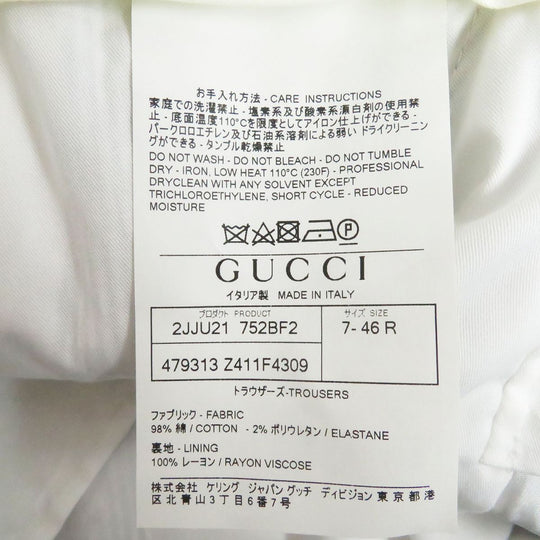 お手入れ方法 - CARE INSTRUCTIONS
家庭での洗濯禁止 - 塩素系及び酸素系漂白剤の使用禁
止 - 底面温度110°Cを限度としてアイロン仕上げができる -
パークロロエチレン及び石油系溶剤による弱い ドライクリーニン
グができる - タンブル乾燥禁止
DO NOT WASH - DO NOT BLEACH - DO NOT TUMBLE
DRY - IRON, LOW HEAT 110°C (230F) - PROFESSIONAL
DRYCLEAN WITH ANY SOLVENT EXCEPT
TRICHLOROETHYLENE, SHORT CYCLE - REDUCED
MOISTURE
P
GUCCI
イタリア製 MADE IN ITALY
プロダクト PRODUCT サイズ SIZE
2JJU21 752BF2 7- 46 R
479313 Z411F4309
トラウザーズ-TROUSERS
ファブリック - FABRIC
98% 綿 / COTTON - 2% ポリウレタン / ELASTANE
裏地 - LINING
100% レーヨン / RAYON VISCOSE
株式会社 ケリング ジャパン グッチ ディビジョン 東京都港
区北青山3丁目6番7号